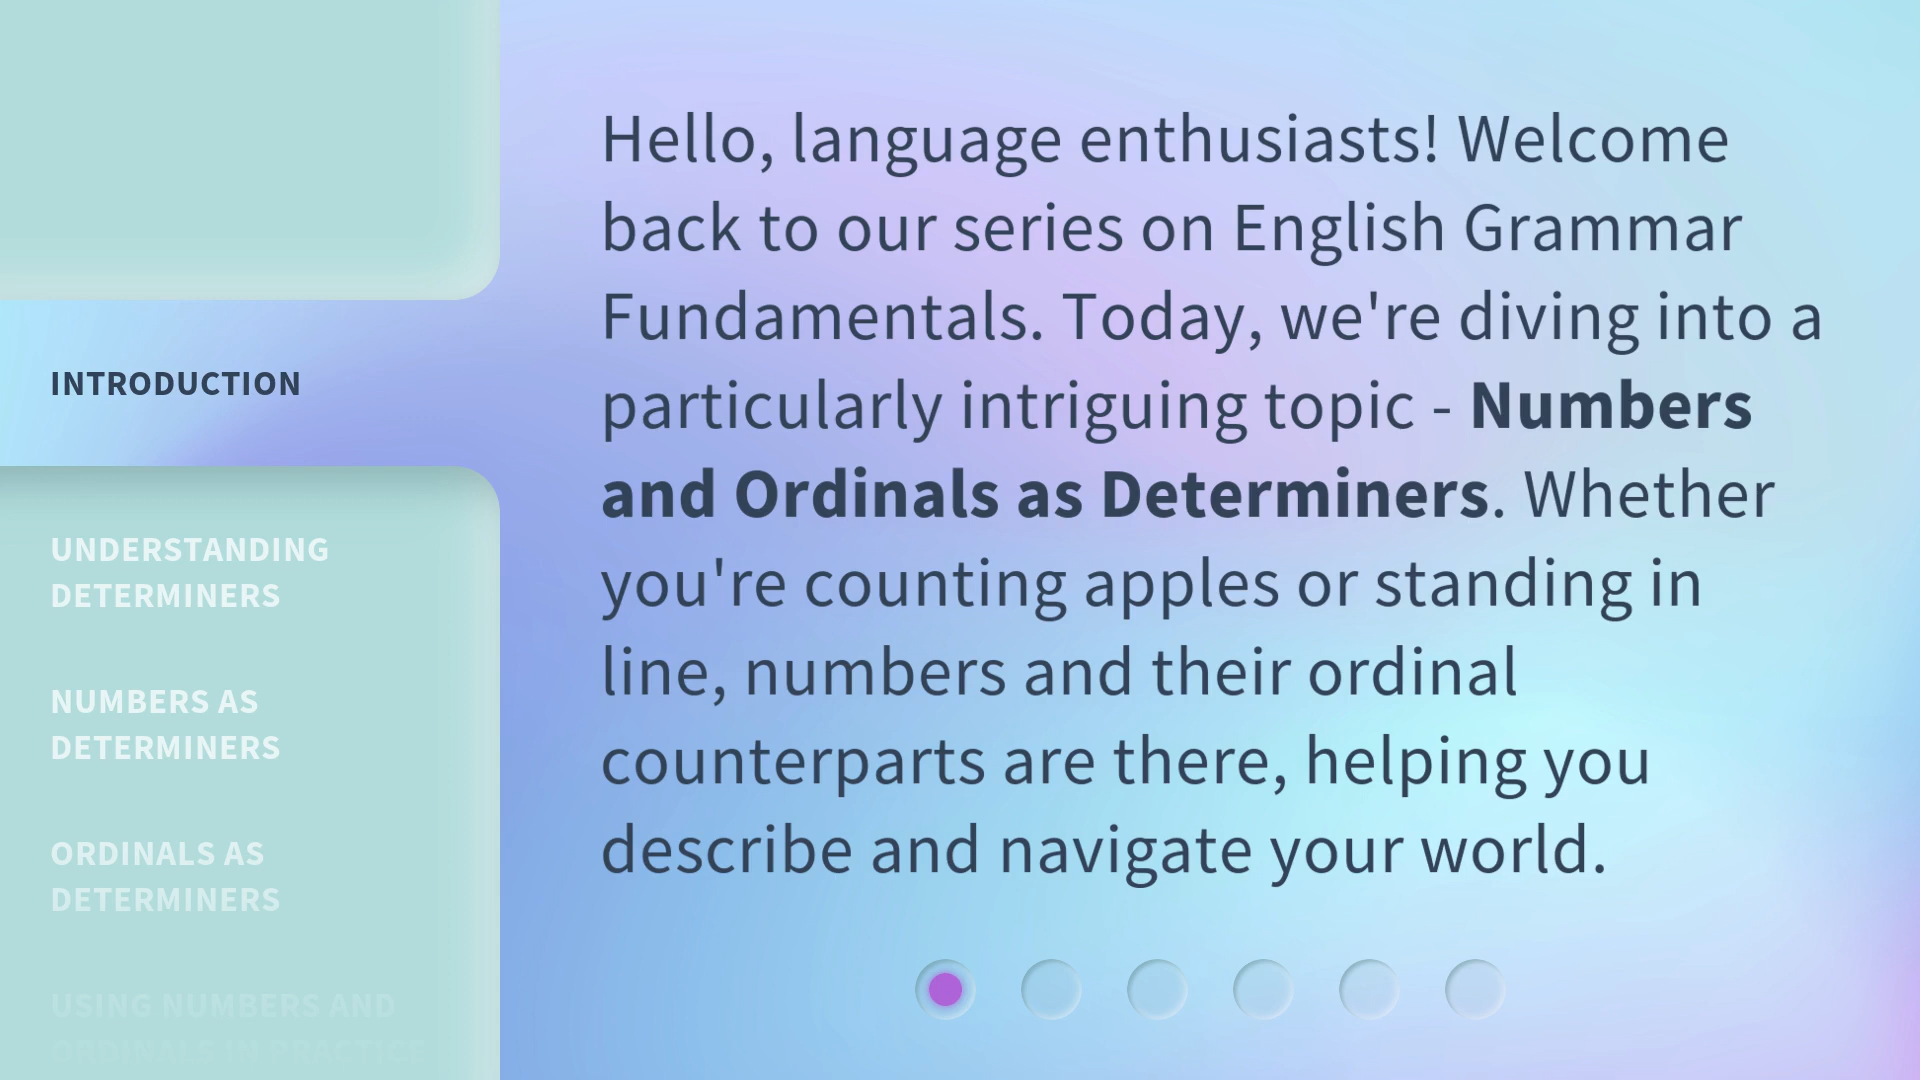 INTRODUCTION
UNDERSTANDING
DETERMINERS
NUMBERS AS
DETERMINERS
ORDINALS AS
DETERMINERS
USING NUMBERS AND
ORDINALS IN PRACTICE
Hello, language enthusiasts! Welcome
back to our series on English Grammar
Fundamentals. Today, we're diving into a
particularly intriguing topic - Numbers
and Ordinals as Determiners. Whether
you're counting apples or standing in
line, numbers and their ordinal
counterparts are there, helping you
describe and navigate your world.